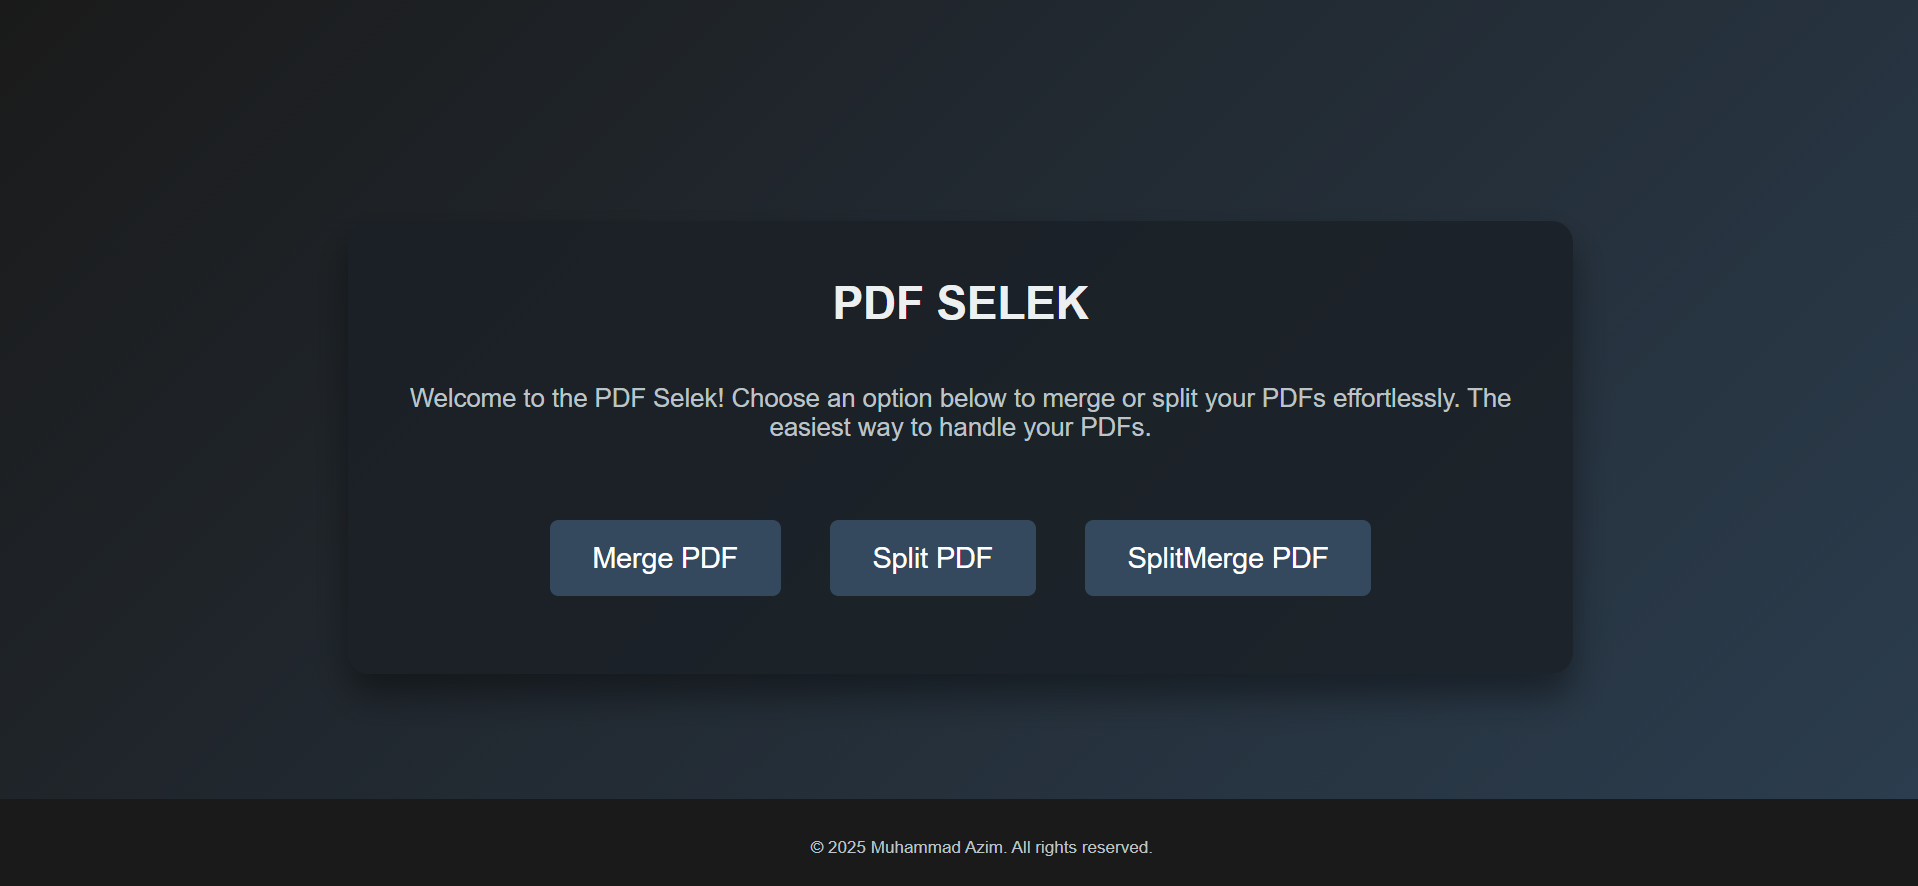 PDF SELEK
Welcome to the PDF Selek! Choose an option below to merge or split your PDFs effortlessly. The
easiest way to handle your PDFs.
Merge PDF
Split PDF
SplitMerge PDF
© 2025 Muhammad Azim. All rights reserved.